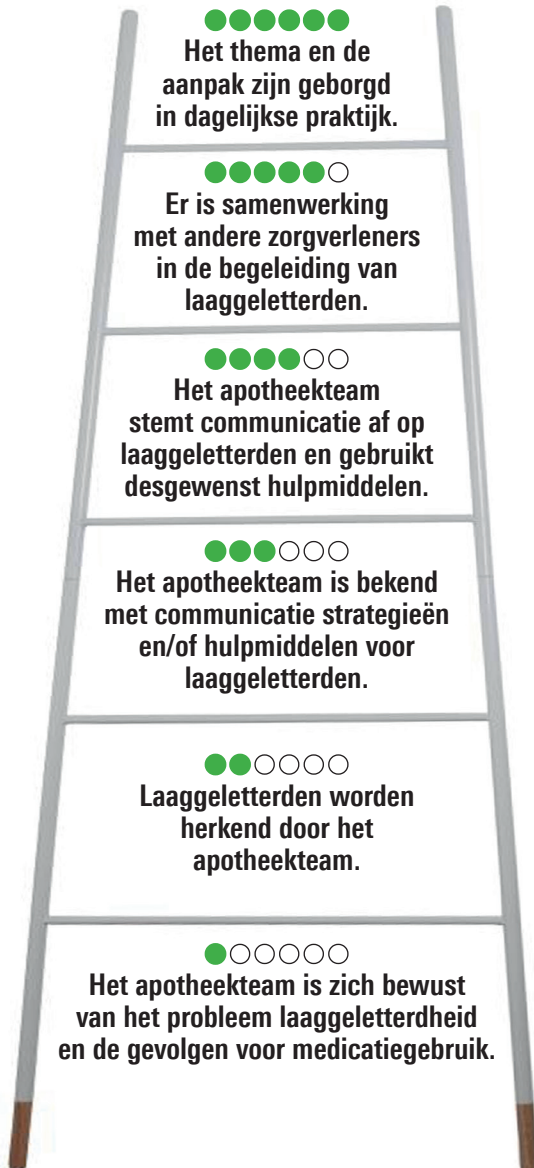 Het thema en de
aanpak zijn geborgd
in dagelijkse praktijk.
Er is samenwerking
met andere zorgverleners
in de begeleiding van
laaggeletterden.
Het apotheekteam
stemt communicatie af op
laaggeletterden en gebruikt
desgewenst hulpmiddelen.
Het apotheekteam is bekend
met communicatie strategieën
en/of hulpmiddelen voor
laaggeletterden.
Laaggeletterden worden
herkend door het
apotheekteam.
Het apotheekteam is zich bewust
van het probleem laaggeletterdheid
en de gevolgen voor medicatiegebruik.